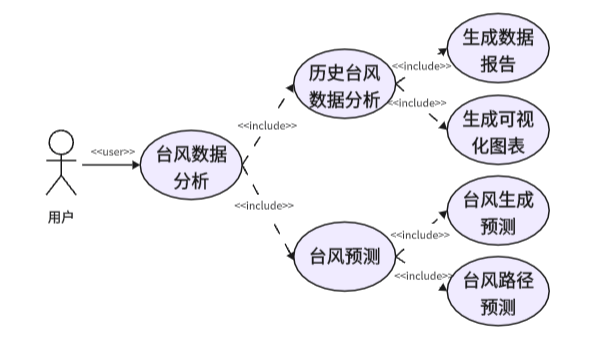 生成数据
报告
<<include>>
历史台风
数据分析
<<include>>
生成可视
化图表
<<include>>
<<user>>
台风数据
分析
用户
<<include>>
台风生成
预测
<<include>>
台风预测
<<include>>
台风路径
预测